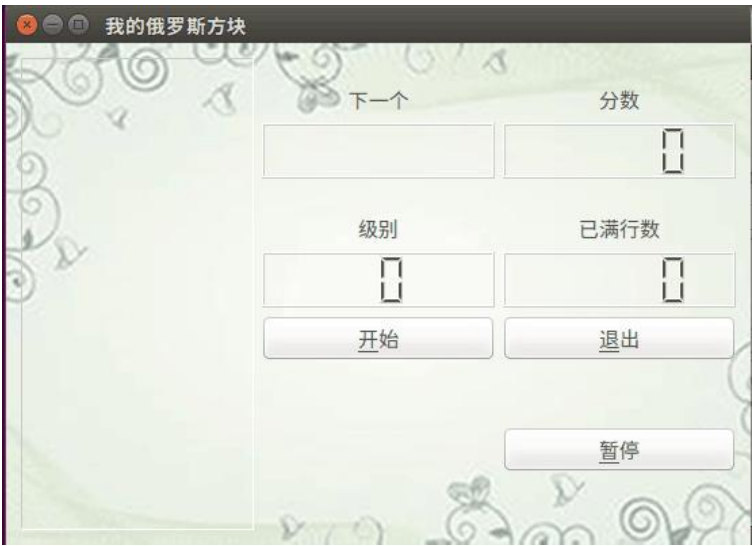 我的俄罗斯方块
下一个 分数
0
级别 已满行数
0 0
开始 退出
暂停